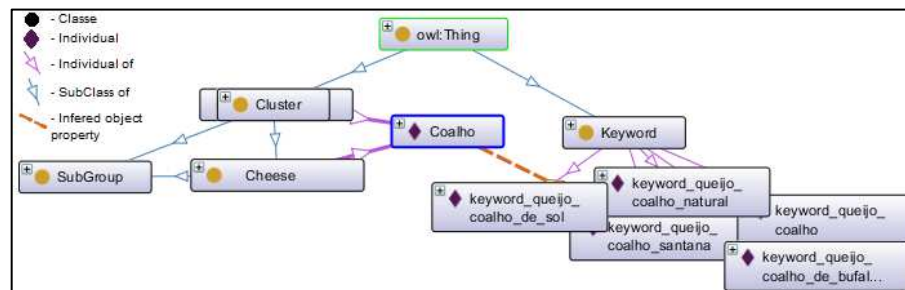 - Classe
- Individual
- Individual of
- SubClass of
- Infered object
property
owl:Thing
Cluster
Coalho
Keyword
SubGroup
Cheese
keyword_queijo_
coalho_de_sol
keyword_queijo_
coalho_natural
keyword_queijo_
coalho_santana
keyword_queijo_
coalho
keyword_queijo_
coalho_de_bufal...